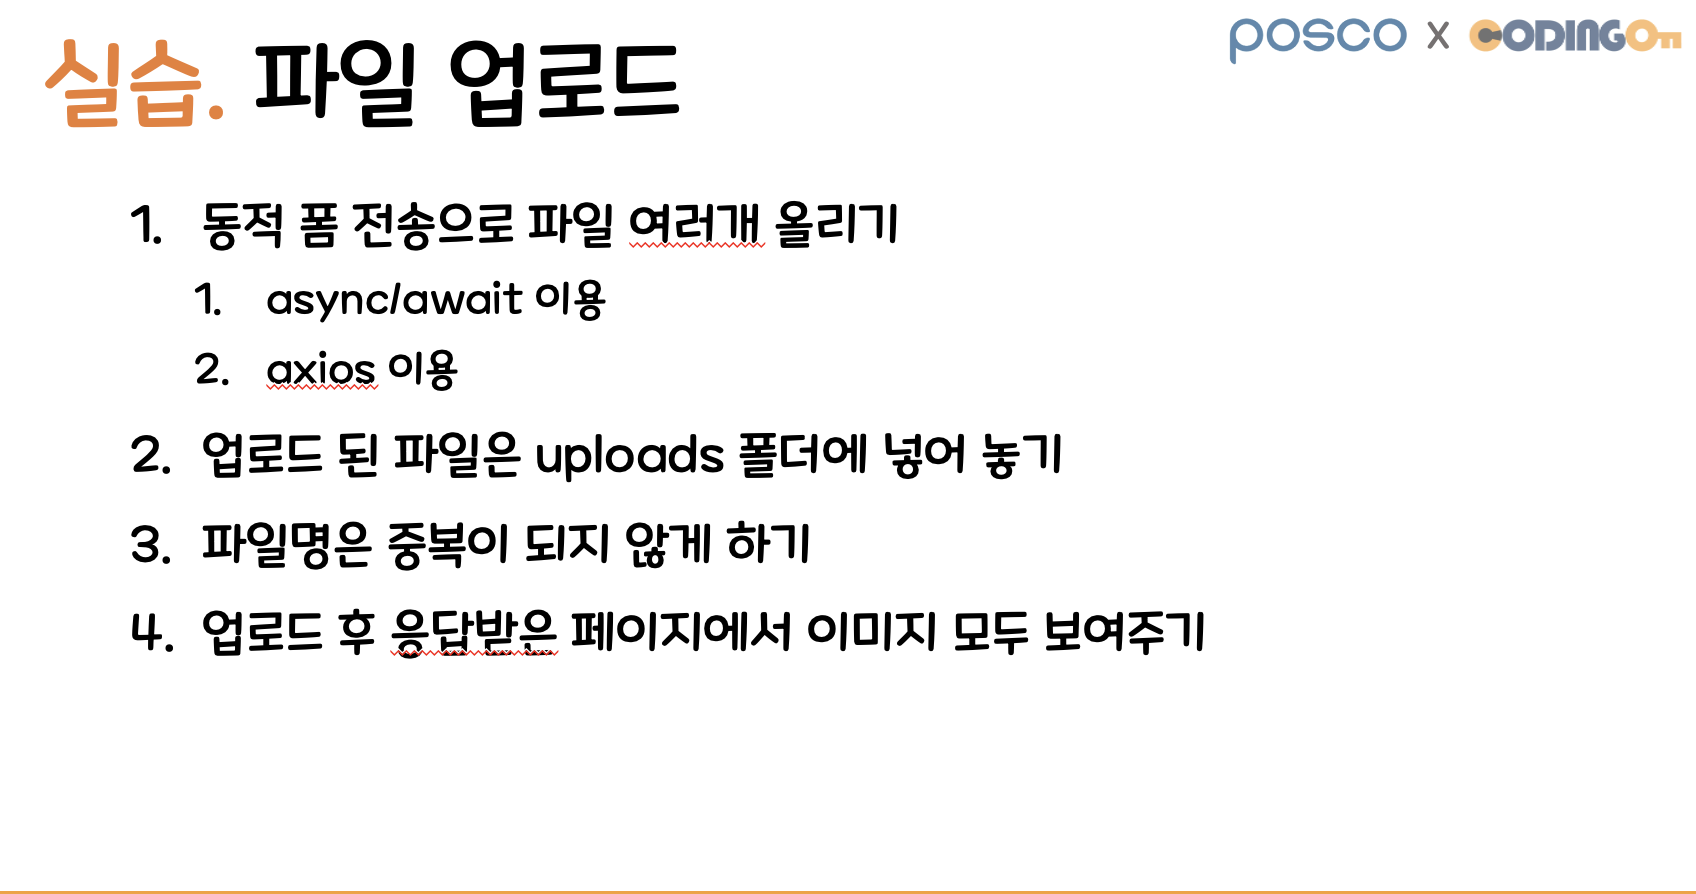 posco x CODINGOn
실습. 파일 업로드
1. 동적 폼 전송으로 파일 여러개 올리기
1. async/await 이용
2. axios 이용
2. 업로드 된 파일은 uploads 폴더에 넣어 놓기
3. 파일명은 중복이 되지 않게 하기
4. 업로드 후 응답받은 페이지에서 이미지 모두 보여주기